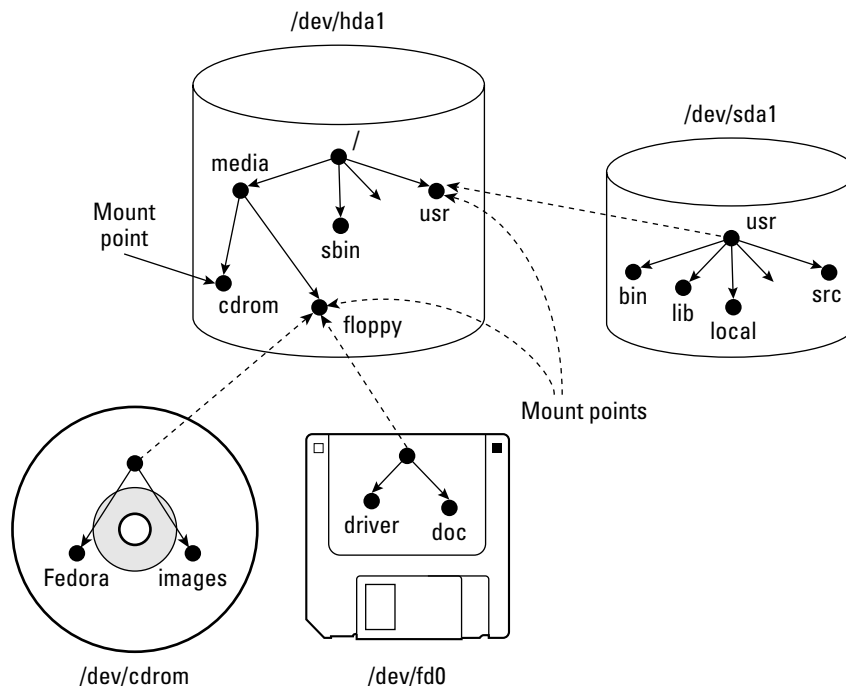 /dev/hda1
/dev/sda1
/
media
usr
sbin
Mount
point
cdrom
floppy
usr
bin
lib
local
src
Mount points
Fedora
images
driver
doc
/dev/cdrom
/dev/fd0